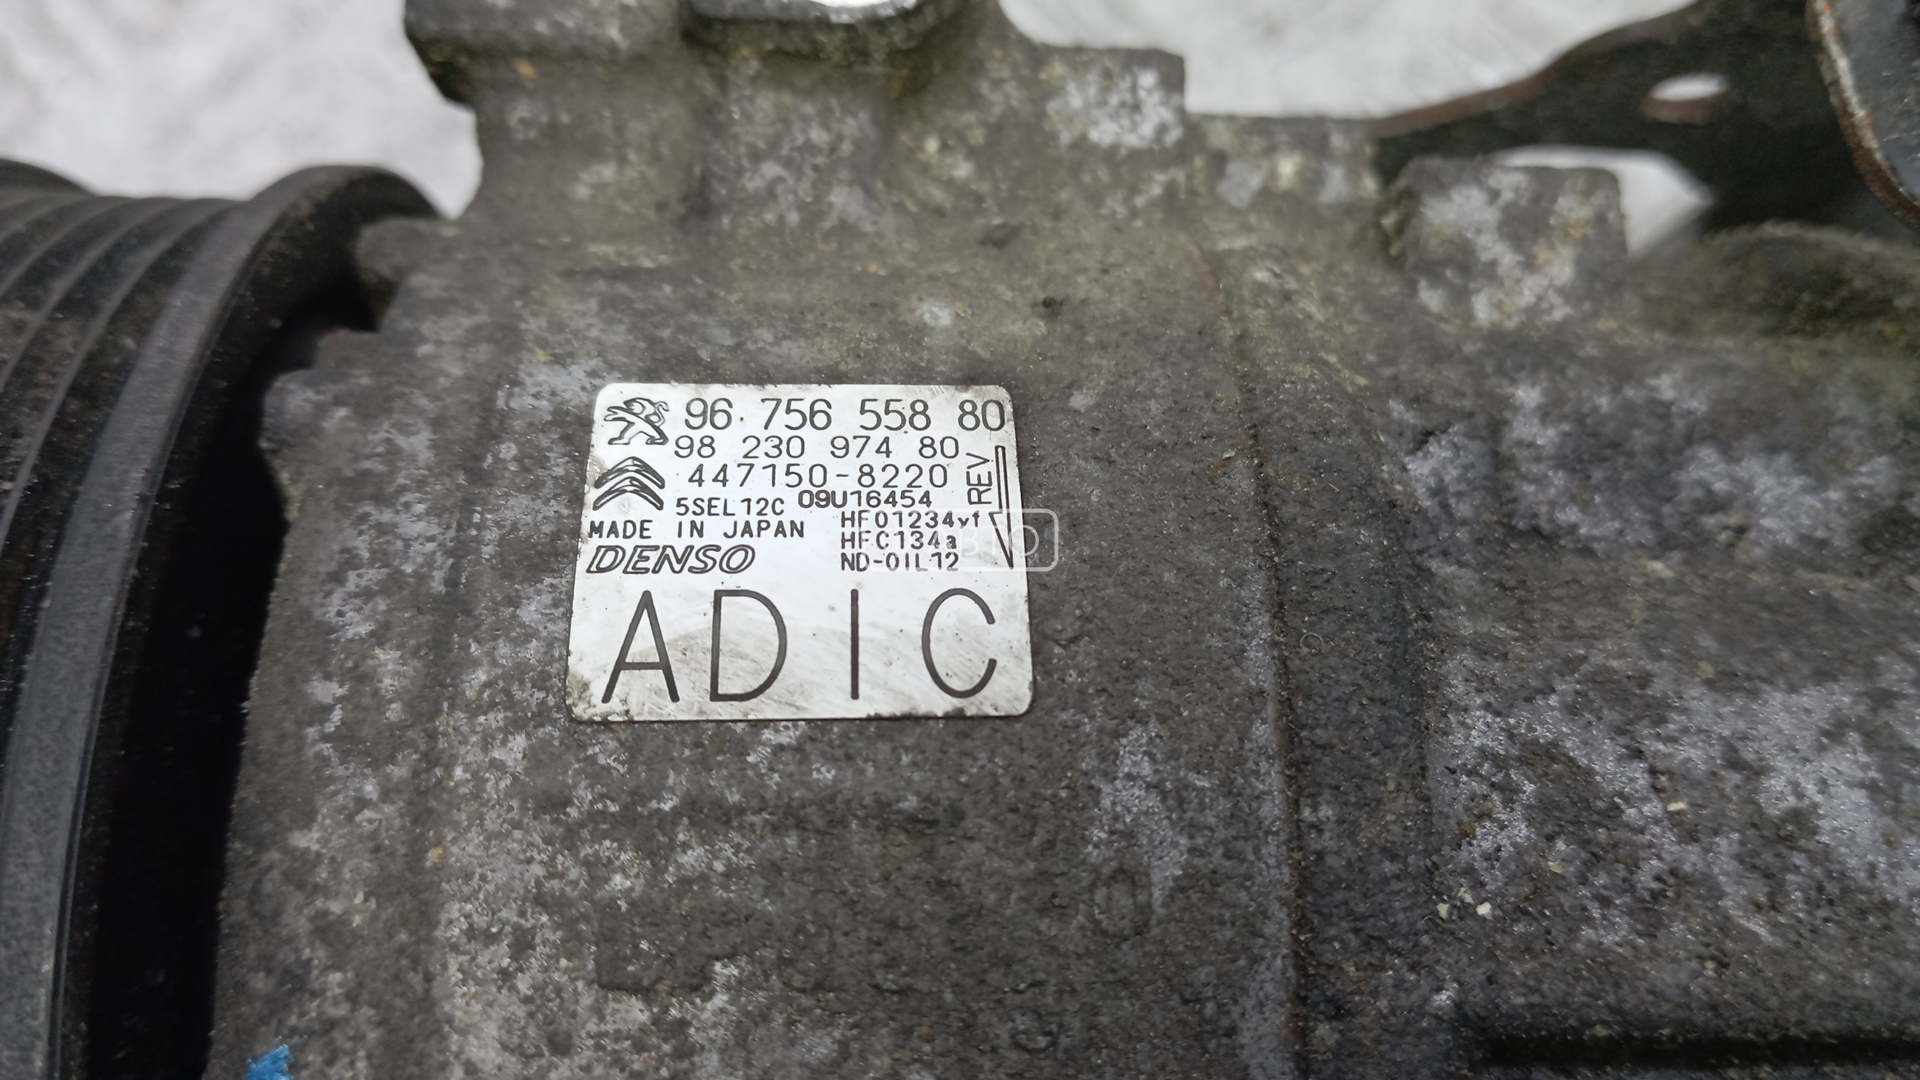 96 756 558 80
98 230 974 80
447150-8220
REV
5SEL12C 09U16454
HFO1234yf
MADE IN JAPAN
HFC134a
DENSO
ND-OIL12
ADIC